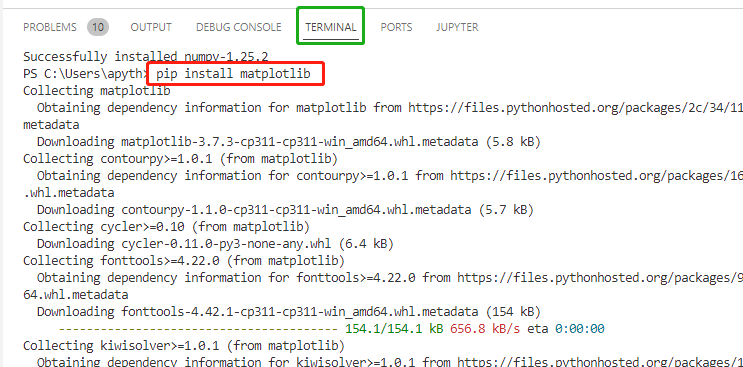 PROBLEMS 10 OUTPUT DEBUG CONSOLE TERMINAL PORTS JUPYTER
Successfully installed numpy-1.25.2
PS C:\Users\apyth> pip install matplotlib
Collecting matplotlib
Obtaining dependency information for matplotlib from https://files.pythonhosted.org/packages/2c/34/11
metadata
Downloading matplotlib-3.7.3-cp311-cp311-win_amd64.whl.metadata (5.8 kB)
Collecting contourpy>=1.0.1 (from matplotlib)
Obtaining dependency information for contourpy>=1.0.1 from https://files.pythonhosted.org/packages/16
.whl.metadata
Downloading contourpy-1.1.0-cp311-cp311-win_amd64.whl.metadata (5.7 kB)
Collecting cycler>=0.10 (from matplotlib)
Downloading cycler-0.11.0-py3-none-any.whl (6.4 kB)
Collecting fonttools>=4.22.0 (from matplotlib)
Obtaining dependency information for fonttools>=4.22.0 from https://files.pythonhosted.org/packages/9
64.whl.metadata
Downloading fonttools-4.42.1-cp311-cp311-win_amd64.whl.metadata (154 kB)
---------------------------------------- 154.1/154.1 kB 656.8 kB/s eta 0:00:00
Collecting kiwisolver>=1.0.1 (from matplotlib)
Obtaining dependency information for kiwisolver>=1.0.1 from https://files.pythonhosted.org/packages/1